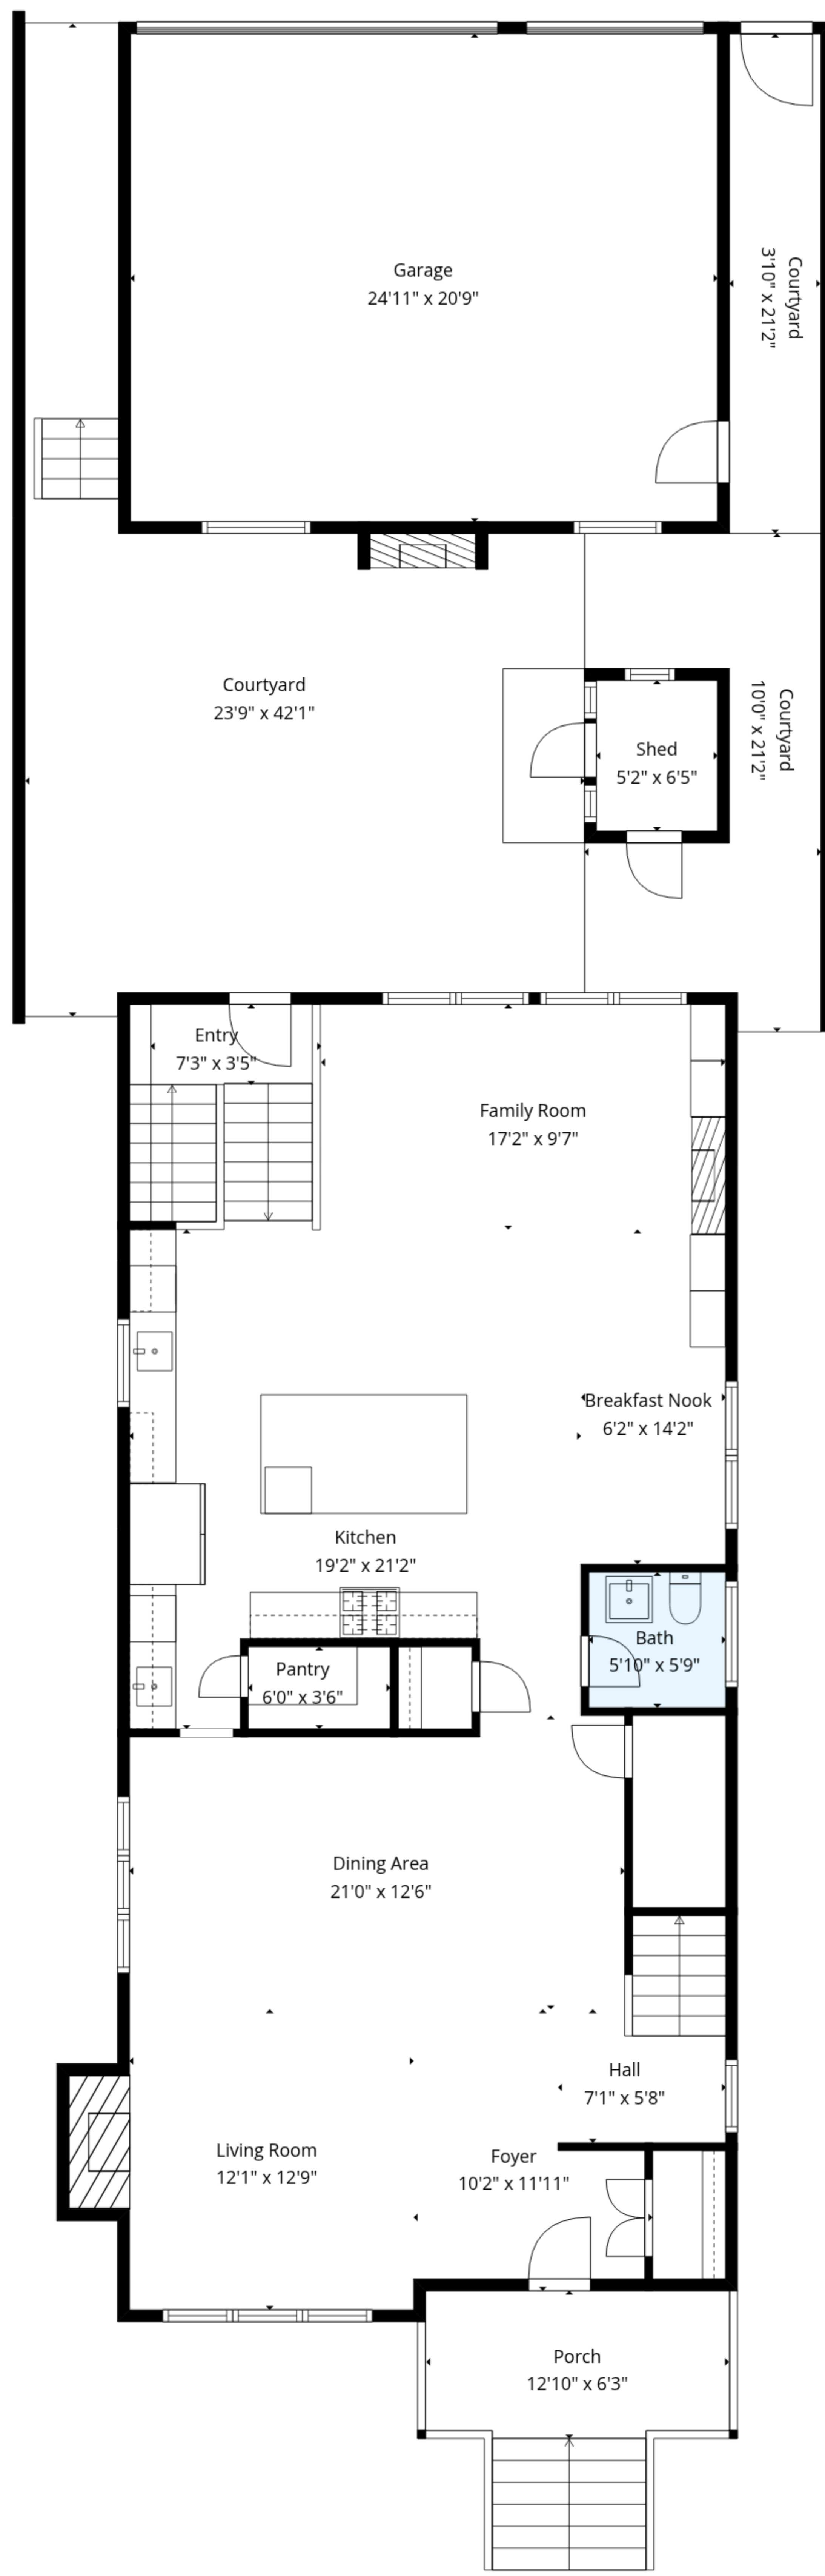 Garage
24'11" x 20'9"
Courtyard
3'10" x 21'2"
Courtyard
23'9" x 42'1"
Shed
5'2" x 6'5"
Courtyard
10'0" x 21'2"
Entry
7'3" x 3'5"
Family Room
17'2" x 9'7"
Breakfast Nook
6'2" x 14'2"
Kitchen
19'2" x 21'2"
Bath
5'10" x 5'9"
Pantry
6'0" x 3'6"
Dining Area
21'0" x 12'6"
Hall
7'1" x 5'8"
Living Room
12'1" x 12'9"
Foyer
10'2" x 11'11"
Porch
12'10" x 6'3"